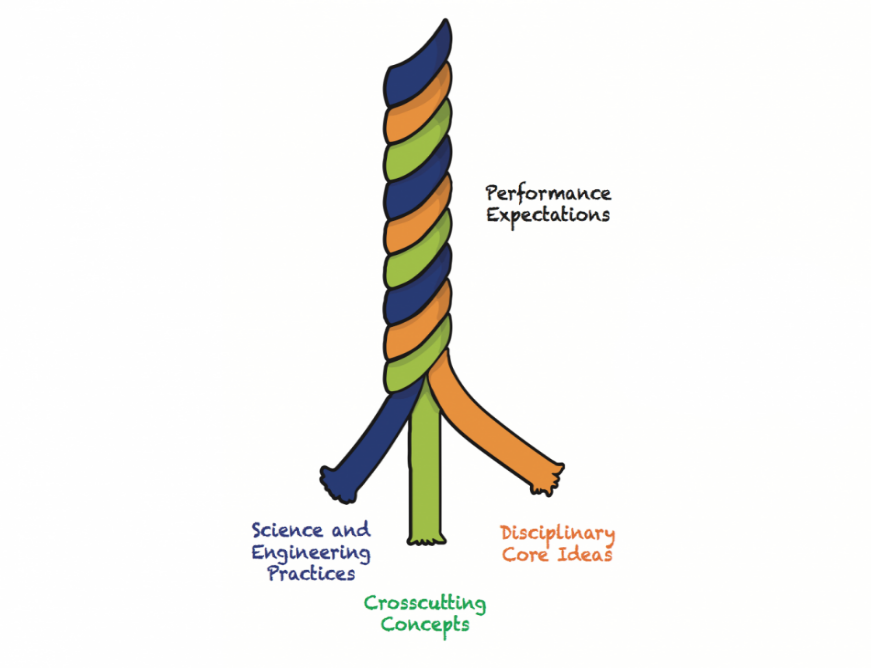 Performance
Expectations
Science and
Engineering
Practices
Disciplinary
Core Ideas
Crosscutting
Concepts